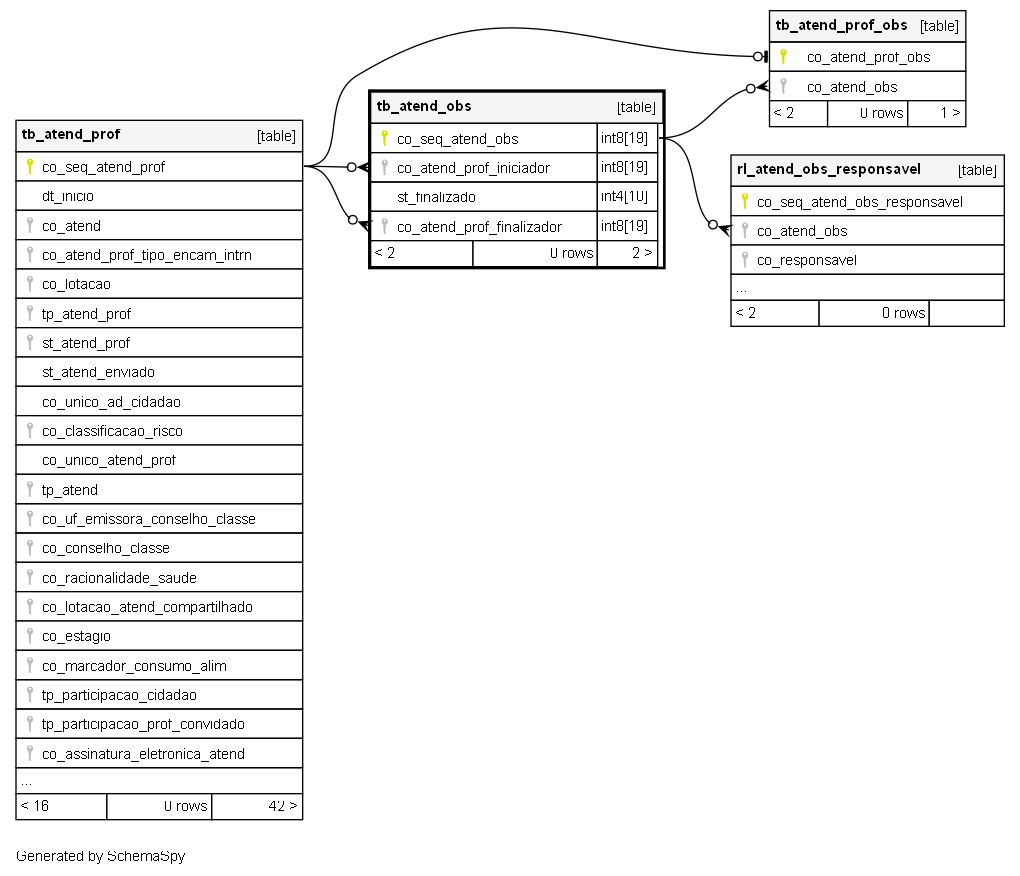 tb_atend_prof [table]
co_seq_atend_prof
dt_inicio
co_atend
co_atend_prof_tipo_encam_intrn
co_lotacao
tp_atend_prof
st_atend_prof
st_atend_enviado
co_unico_ad_cidadao
co_classificacao_risco
co_unico_atend_prof
tp_atend
co_uf_emissora_conselho_classe
co_conselho_classe
co_racionalidade_saude
co_lotacao_atend_compartilhado
co_estagio
co_marcador_consumo_alim
tp_participacao_cidadao
tp_participacao_prof_convidado
co_assinatura_eletronica_atend
...
< 16 0 rows 42 >
tb_atend_obs [table]
co_seq_atend_obs int8[19]
co_atend_prof_iniciador int8[19]
st_finalizado int4[10]
co_atend_prof_finalizador int8[19]
< 2 0 rows 2 >
tb_atend_prof_obs [table]
co_atend_prof_obs
co_atend_obs
< 2 0 rows 1 >
rl_atend_obs_responsavel [table]
co_seq_atend_obs_responsavel
co_atend_obs
co_responsavel
...
< 2 0 rows
Generated by SchemaSpy